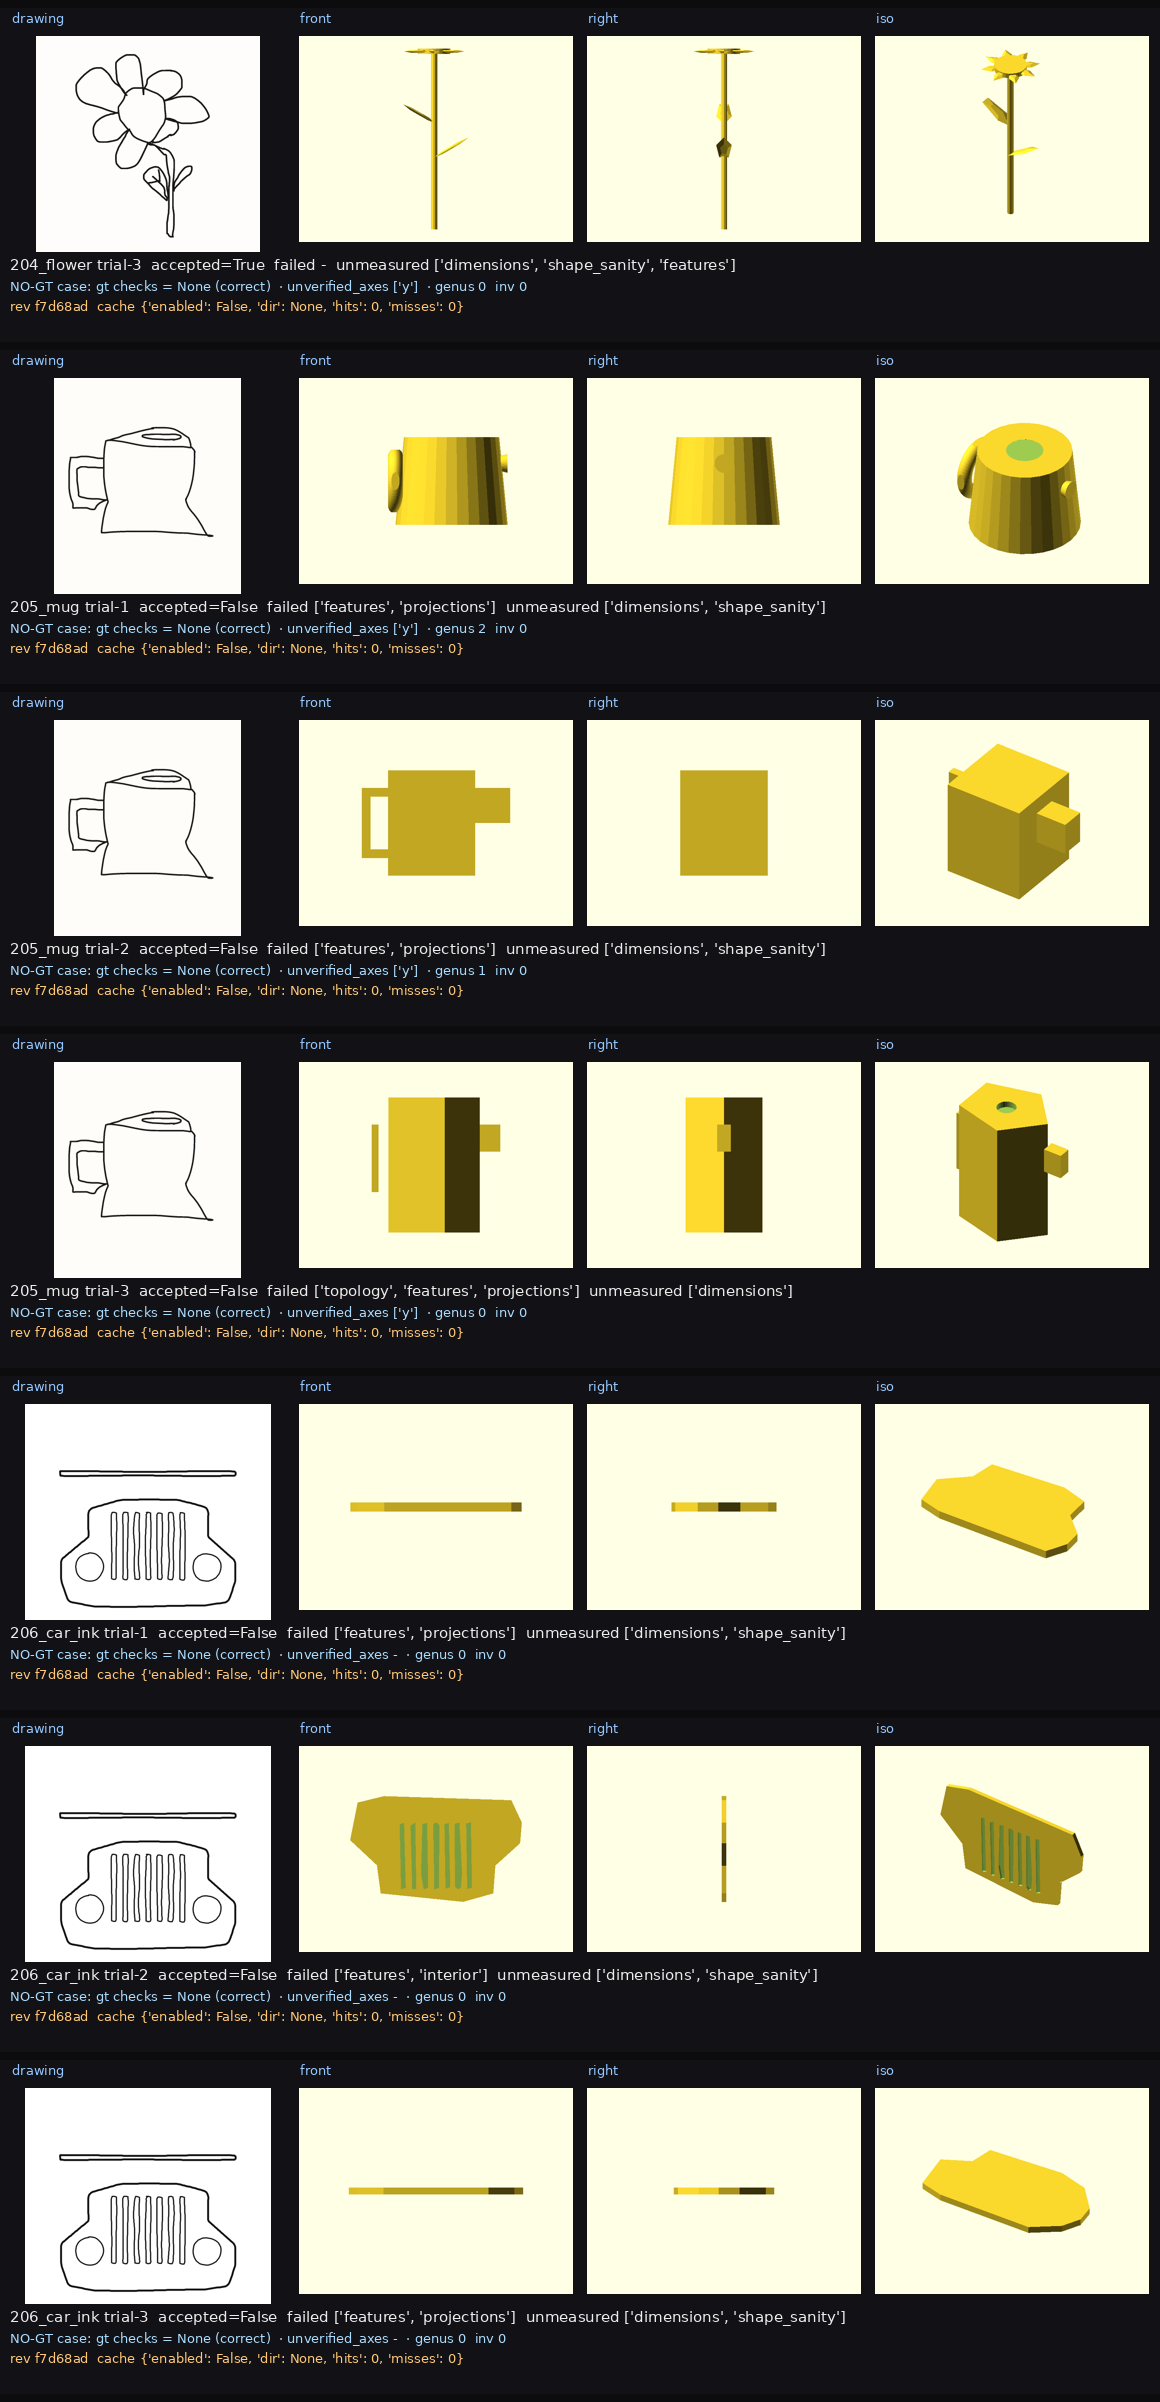 drawing front right iso
204_flower trial-3 accepted=True failed - unmeasured ['dimensions', 'shape_sanity', 'features']
NO-GT case: gt checks = None (correct) · unverified_axes ['y'] · genus 0 inv 0
rev f7d68ad cache {'enabled': False, 'dir': None, 'hits': 0, 'misses': 0}
drawing front right iso
205_mug trial-1 accepted=False failed ['features', 'projections'] unmeasured ['dimensions', 'shape_sanity']
NO-GT case: gt checks = None (correct) · unverified_axes ['y'] · genus 2 inv 0
rev f7d68ad cache {'enabled': False, 'dir': None, 'hits': 0, 'misses': 0}
drawing front right iso
205_mug trial-2 accepted=False failed ['features', 'projections'] unmeasured ['dimensions', 'shape_sanity']
NO-GT case: gt checks = None (correct) · unverified_axes ['y'] · genus 1 inv 0
rev f7d68ad cache {'enabled': False, 'dir': None, 'hits': 0, 'misses': 0}
drawing front right iso
205_mug trial-3 accepted=False failed ['topology', 'features', 'projections'] unmeasured ['dimensions']
NO-GT case: gt checks = None (correct) · unverified_axes ['y'] · genus 0 inv 0
rev f7d68ad cache {'enabled': False, 'dir': None, 'hits': 0, 'misses': 0}
drawing front right iso
206_car_ink trial-1 accepted=False failed ['features', 'projections'] unmeasured ['dimensions', 'shape_sanity']
NO-GT case: gt checks = None (correct) · unverified_axes - · genus 0 inv 0
rev f7d68ad cache {'enabled': False, 'dir': None, 'hits': 0, 'misses': 0}
drawing front right iso
206_car_ink trial-2 accepted=False failed ['features', 'interior'] unmeasured ['dimensions', 'shape_sanity']
NO-GT case: gt checks = None (correct) · unverified_axes - · genus 0 inv 0
rev f7d68ad cache {'enabled': False, 'dir': None, 'hits': 0, 'misses': 0}
drawing front right iso
206_car_ink trial-3 accepted=False failed ['features', 'projections'] unmeasured ['dimensions', 'shape_sanity']
NO-GT case: gt checks = None (correct) · unverified_axes - · genus 0 inv 0
rev f7d68ad cache {'enabled': False, 'dir': None, 'hits': 0, 'misses': 0}